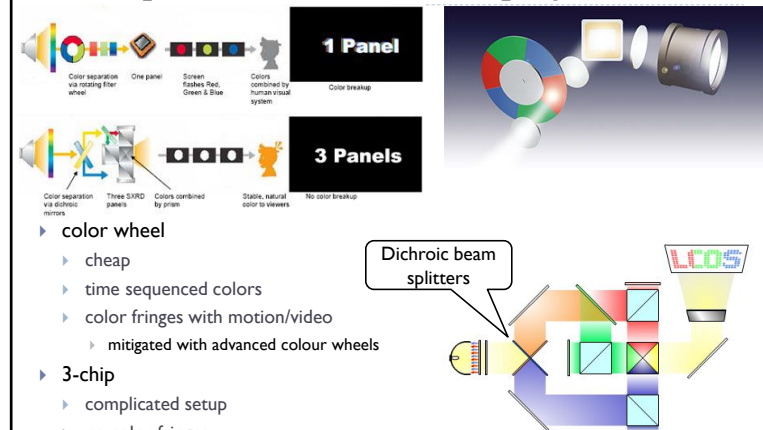 1 Panel
Color separation
via rotating filter
wheel
One panel
Screen
flashes Red,
Green & Blue
Colors
combined by
human visual
system
Color breakup
3 Panels
Color separation
via dichroic
mirrors
Three SXRD
panels
Colors combined
by prism
Stable, natural
color to viewers
No color breakup
color wheel
cheap
time sequenced colors
color fringes with motion/video
mitigated with advanced colour wheels
3-chip
complicated setup
Dichroic beam
splitters
LCOS